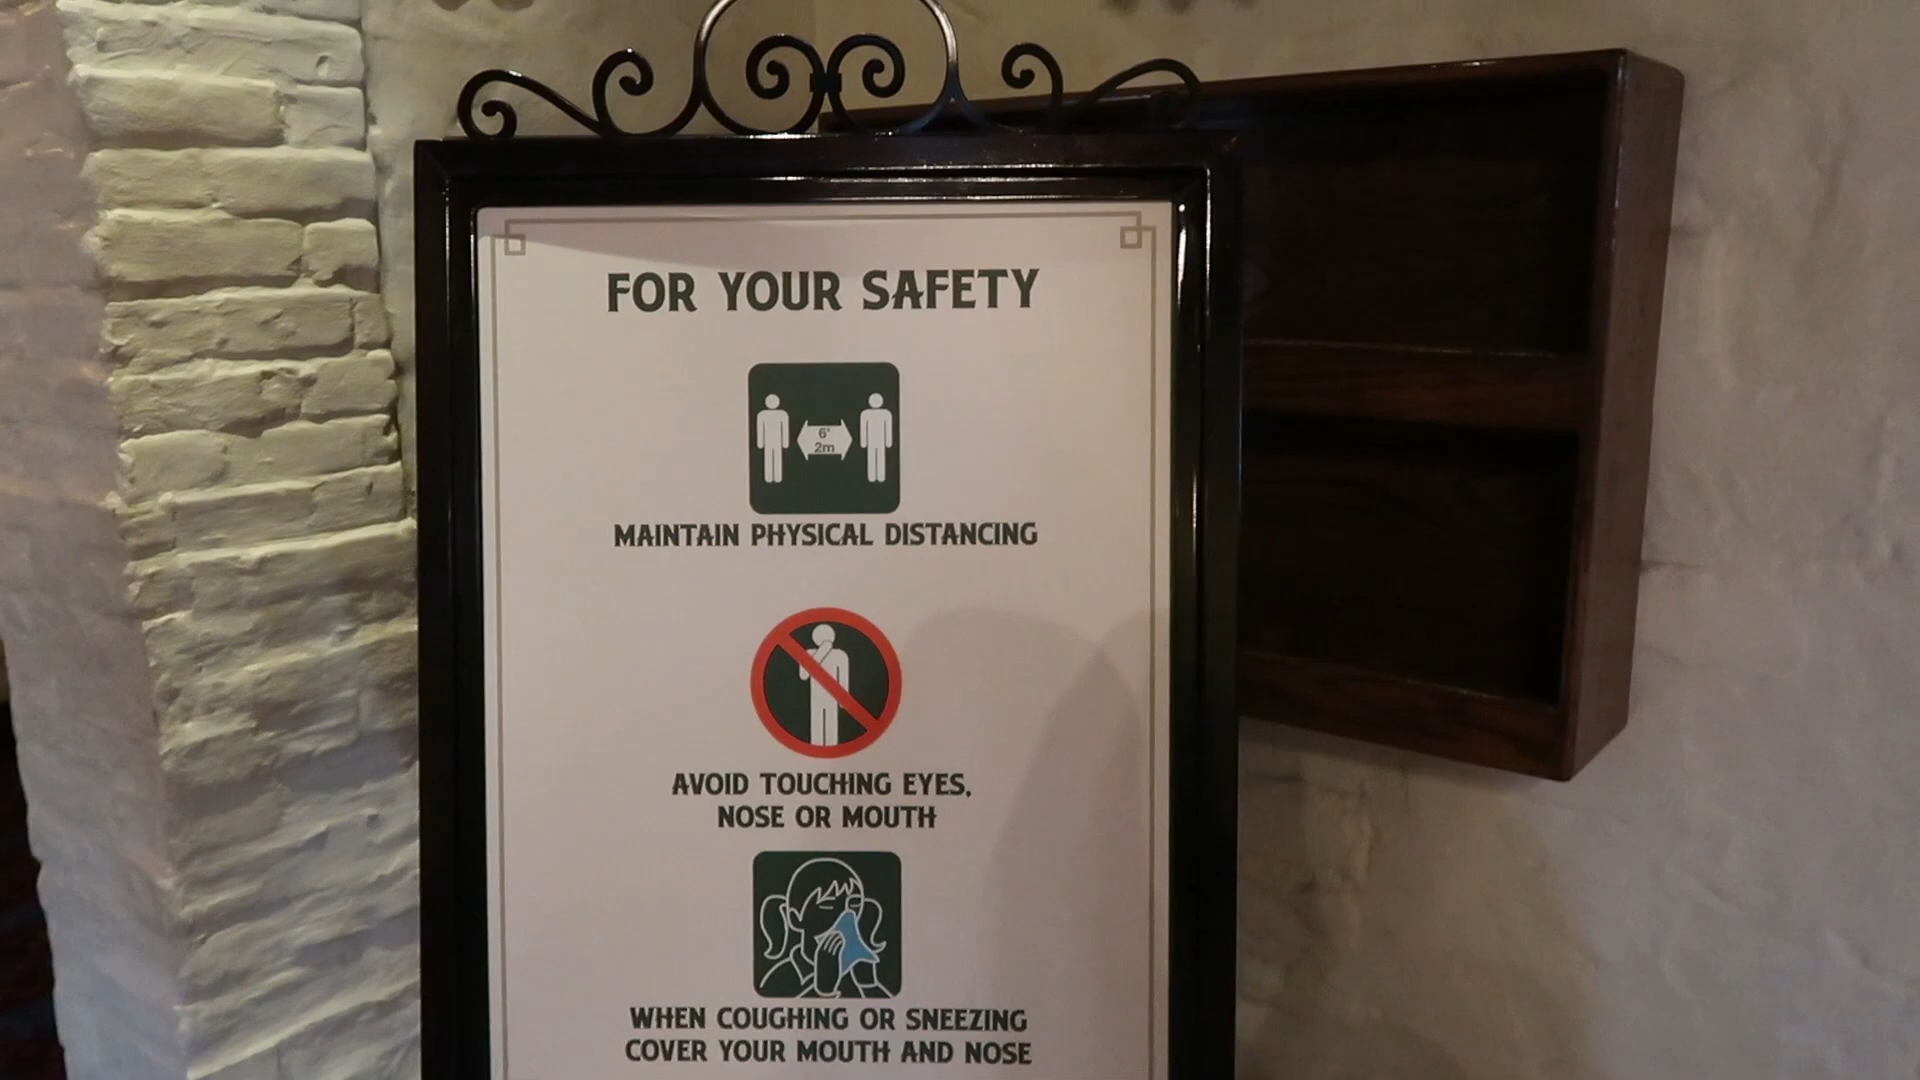 FOR YOUR SAFETY
6'
2m
MAINTAIN PHYSICAL DISTANCING
AVOID TOUCHING EYES,
NOSE OR MOUTH
WHEN COUGHING OR SNEEZING
COVER YOUR MOUTH AND NOSE